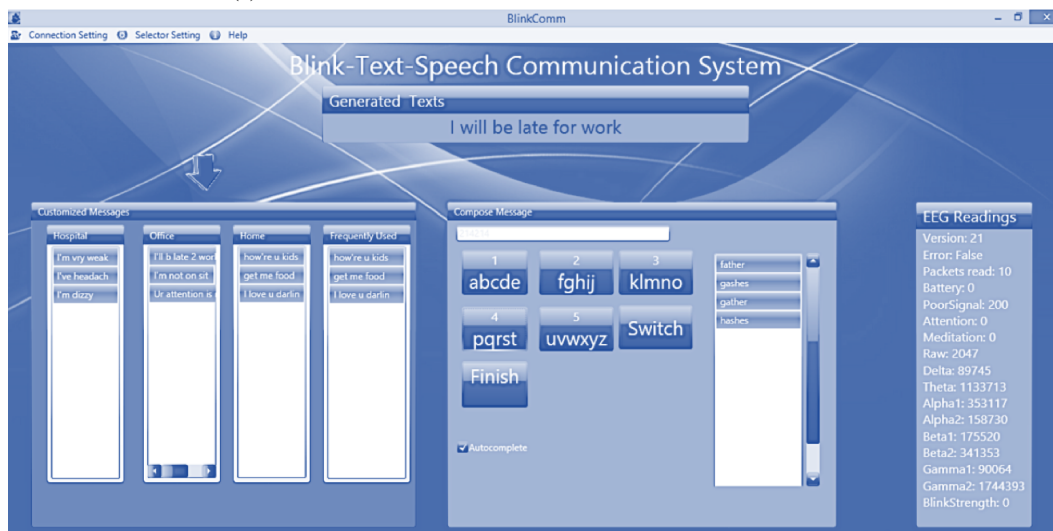 BlinkComm
Connection Setting Selector Setting Help
Blink-Text-Speech Communication System
Generated Texts
I will be late for work
Customized Messages
Hospital
I'm vry weak
I've headach
I'm dizzy
Office
I'll b late 2 worl
I'm not on sit
Ur attention is
Home
how're u kids
get me food
I love u darlin
Frequently Used
how're u kids
get me food
I love u darlin
Compose Message
1
abcde
2
fghij
3
klmno
4
pqrst
5
uvwxyz
Switch
Finish
Autocomplete
father
gashes
gather
hashes
EEG Readings
Version: 21
Error: False
Packets read: 10
Battery: 0
PoorSignal: 200
Attention: 0
Meditation: 0
Raw: 2047
Delta: 89745
Theta: 1133713
Alpha1: 353117
Alpha2: 158730
Beta1: 175520
Beta2: 341353
Gamma1: 90064
Gamma2: 1744393
BlinkStrength: 0